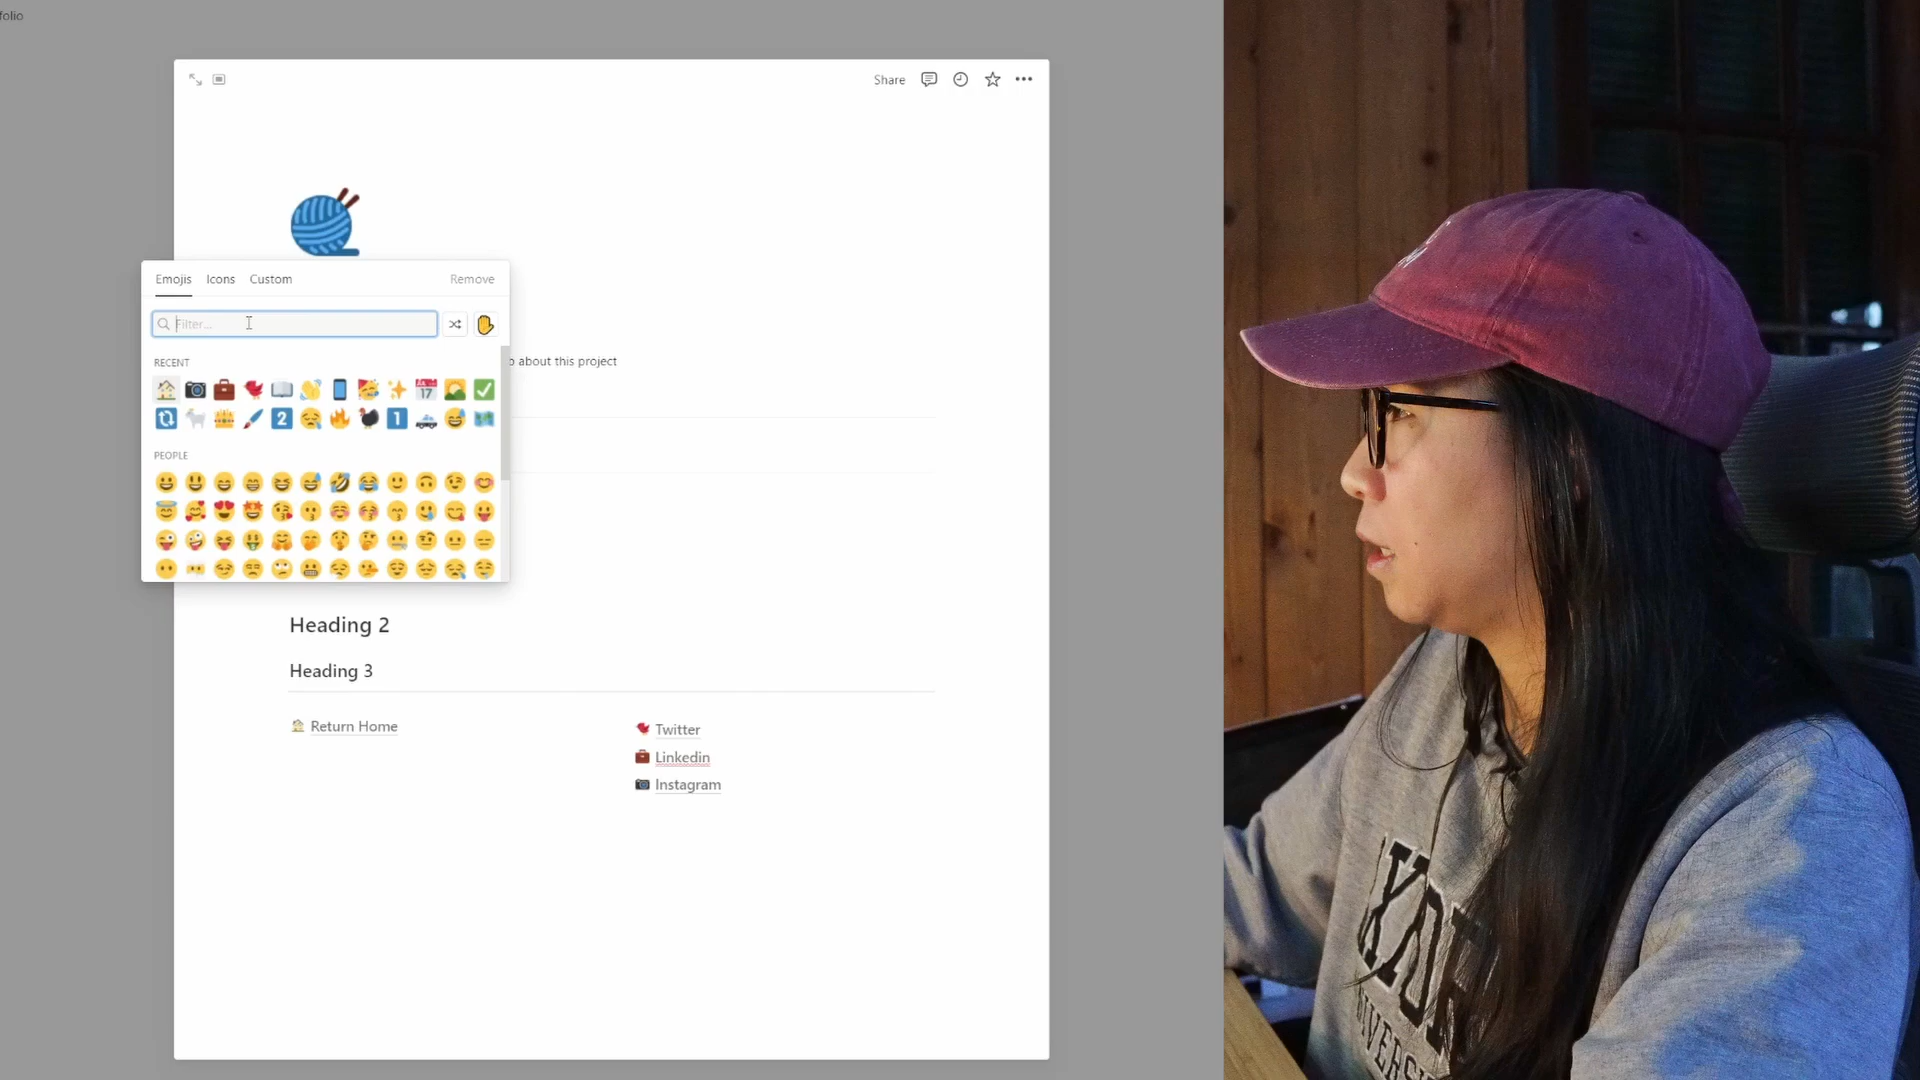 folio
Share
Emojis Icons Custom Remove
Filter...
RECENT
about this project
PEOPLE
Heading 2
Heading 3
Return Home
Twitter
Linkedin
Instagram